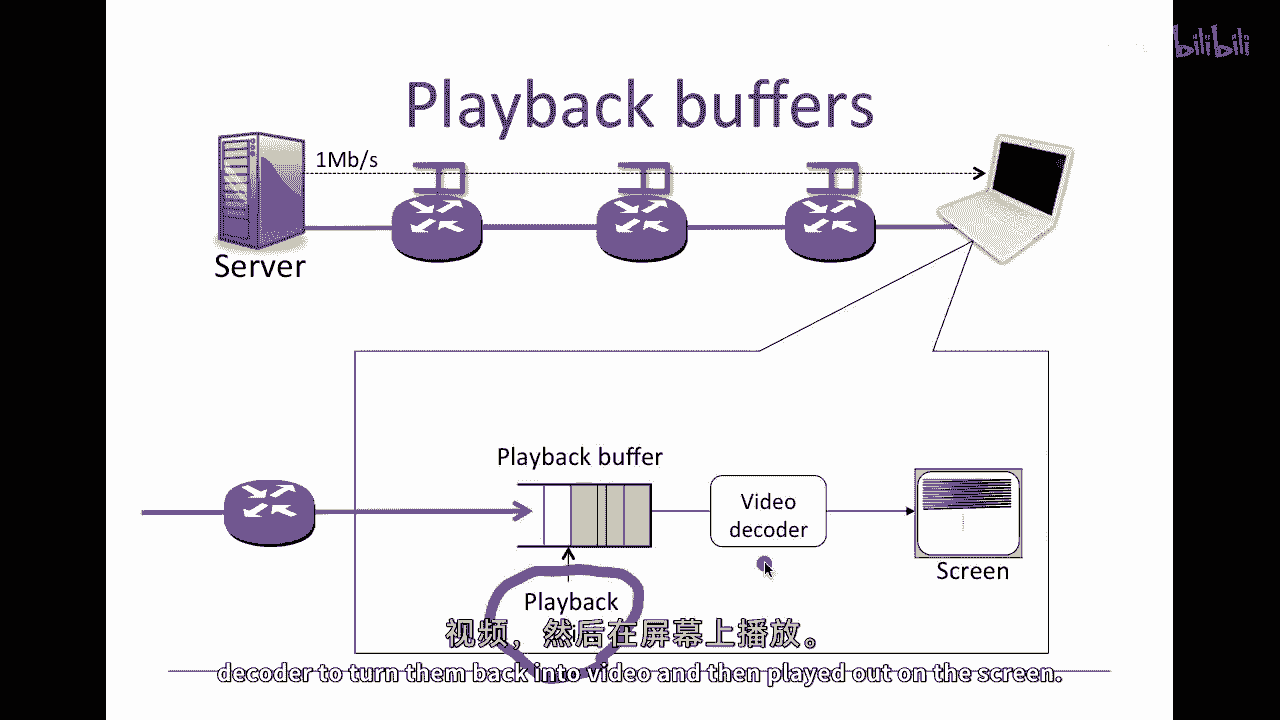 bilibili
Playback buffers
1Mb/s
Server
Playback buffer
Video
decoder
Screen
Playback
视频，然后在屏幕上播放。
decoder to turn them back into video and then played out on the screen.